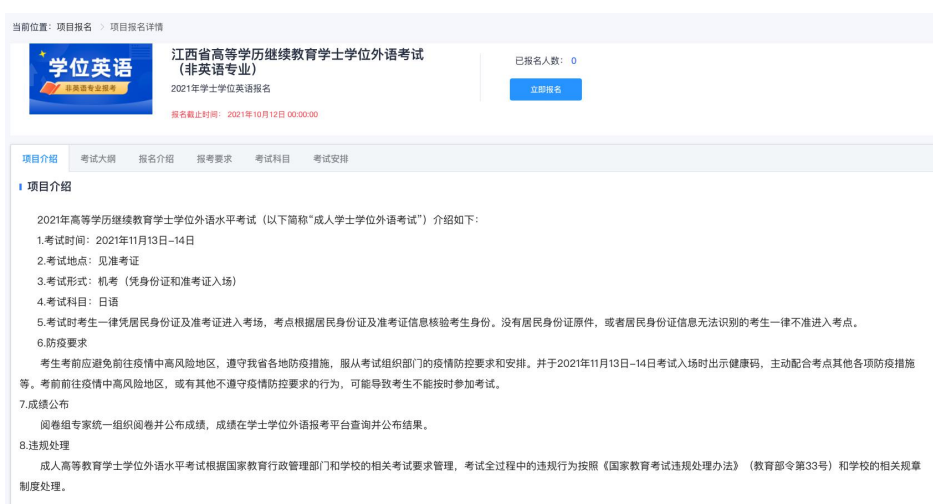 当前位置：项目报名 > 项目报名详情
学位英语
非英语专业报考
江西省高等学历继续教育学士学位外语考试
（非英语专业）
2021年学士学位英语报名
报名截止时间： 2021年10月12日 00:00:00
已报名人数： 0
立即报名
项目介绍 考试大纲 报名介绍 报考要求 考试科目 考试安排
项目介绍
2021年高等学历继续教育学士学位外语水平考试（以下简称“成人学士学位外语考试”）介绍如下：
1.考试时间：2021年11月13日–14日
2.考试地点：见准考证
3.考试形式：机考（凭身份证和准考证入场）
4.考试科目：日语
5.考试时考生一律凭居民身份证及准考证进入考场，考点根据居民身份证及准考证信息核验考生身份。没有居民身份证原件，或者居民身份证信息无法识别的考生一律不准进入考点。
6.防疫要求
考生考前应避免前往疫情中高风险地区，遵守我省各地防疫措施，服从考试组织部门的疫情防控要求和安排。并于2021年11月13日–14日考试入场时出示健康码，主动配合考点其他各项防疫措施
等。考前前往疫情中高风险地区，或有其他不遵守疫情防控要求的行为，可能导致考生不能按时参加考试。
7.成绩公布
阅卷组专家统一组织阅卷并公布成绩，成绩在学士学位外语报考平台查询并公布结果。
8.违规处理
成人高等教育学士学位外语水平考试根据国家教育行政管理部门和学校的相关考试要求管理，考试全过程中的违规行为按照《国家教育考试违规处理办法》（教育部令第33号）和学校的相关规章
制度处理。